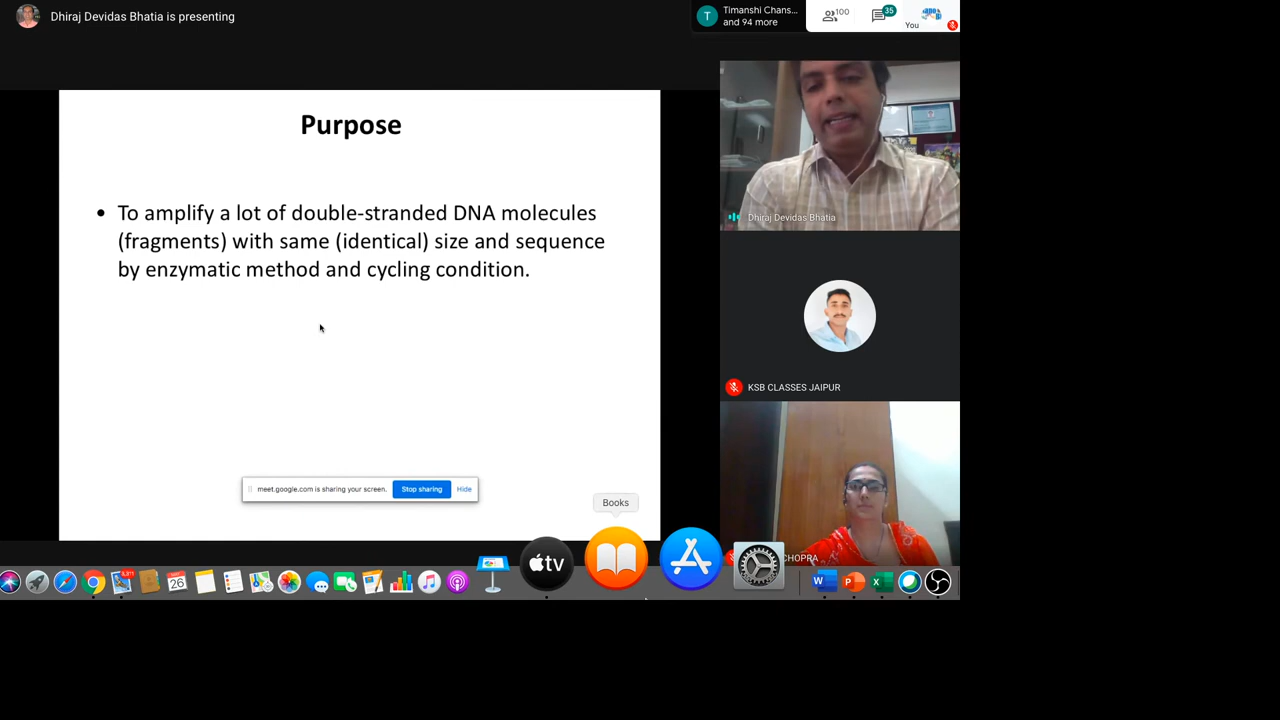 Dhiraj Devidas Bhatia is presenting
Timanshi Chans...
and 94 more
100
35
You
Purpose
• To amplify a lot of double-stranded DNA molecules
(fragments) with same (identical) size and sequence
by enzymatic method and cycling condition.
Dhiraj Devidas Bhatia
KSB CLASSES JAIPUR
CHOPRA
meet.google.com is sharing your screen.
Stop sharing
Hide
Books
tv
26
W
P
X